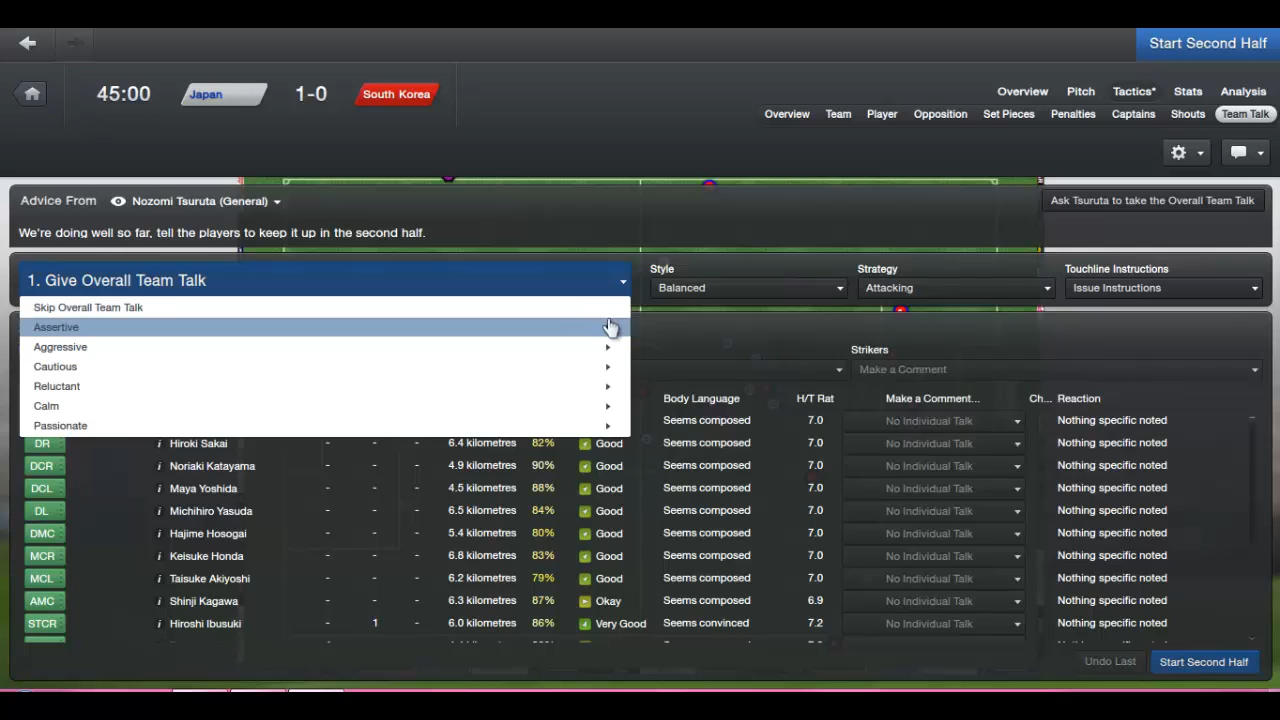 Start Second Half
45:00 Japan 1-0 South Korea
Overview Pitch Tactics* Stats Analysis
Overview Team Player Opposition Set Pieces Penalties Captains Shouts Team Talk
Advice From Nozomi Tsuruta (General)
Ask Tsuruta to take the Overall Team Talk
We're doing well so far, tell the players to keep it up in the second half.
1. Give Overall Team Talk
Style Strategy Touchline Instructions
Balanced Attacking Issue Instructions
Skip Overall Team Talk
Assertive
Aggressive
Cautious
Reluctant
Calm
Passionate
Strikers
Make a Comment
Body Language H/T Rat Make a Comment... Ch... Reaction
Seems composed 7.0 No Individual Talk Nothing specific noted
DR i Hiroki Sakai - - - 6.4 kilometres 82% Good Seems composed 7.0 No Individual Talk Nothing specific noted
DCR i Noriaki Katayama - - - 4.9 kilometres 90% Good Seems composed 7.0 No Individual Talk Nothing specific noted
DCL i Maya Yoshida - - - 4.5 kilometres 88% Good Seems composed 7.0 No Individual Talk Nothing specific noted
DL i Michihiro Yasuda - - - 6.5 kilometres 84% Good Seems composed 7.0 No Individual Talk Nothing specific noted
DMC i Hajime Hosogai - - - 5.4 kilometres 80% Good Seems composed 7.0 No Individual Talk Nothing specific noted
MCR i Keisuke Honda - - - 6.8 kilometres 83% Good Seems composed 7.0 No Individual Talk Nothing specific noted
MCL i Taisuke Akiyoshi - - - 6.2 kilometres 79% Good Seems composed 7.0 No Individual Talk Nothing specific noted
AMC i Shinji Kagawa - - - 6.3 kilometres 87% Okay Seems composed 6.9 No Individual Talk Nothing specific noted
STCR i Hiroshi Ibusuki - 1 - 6.0 kilometres 86% Very Good Seems convinced 7.2 No Individual Talk Nothing specific noted
Undo Last Start Second Half